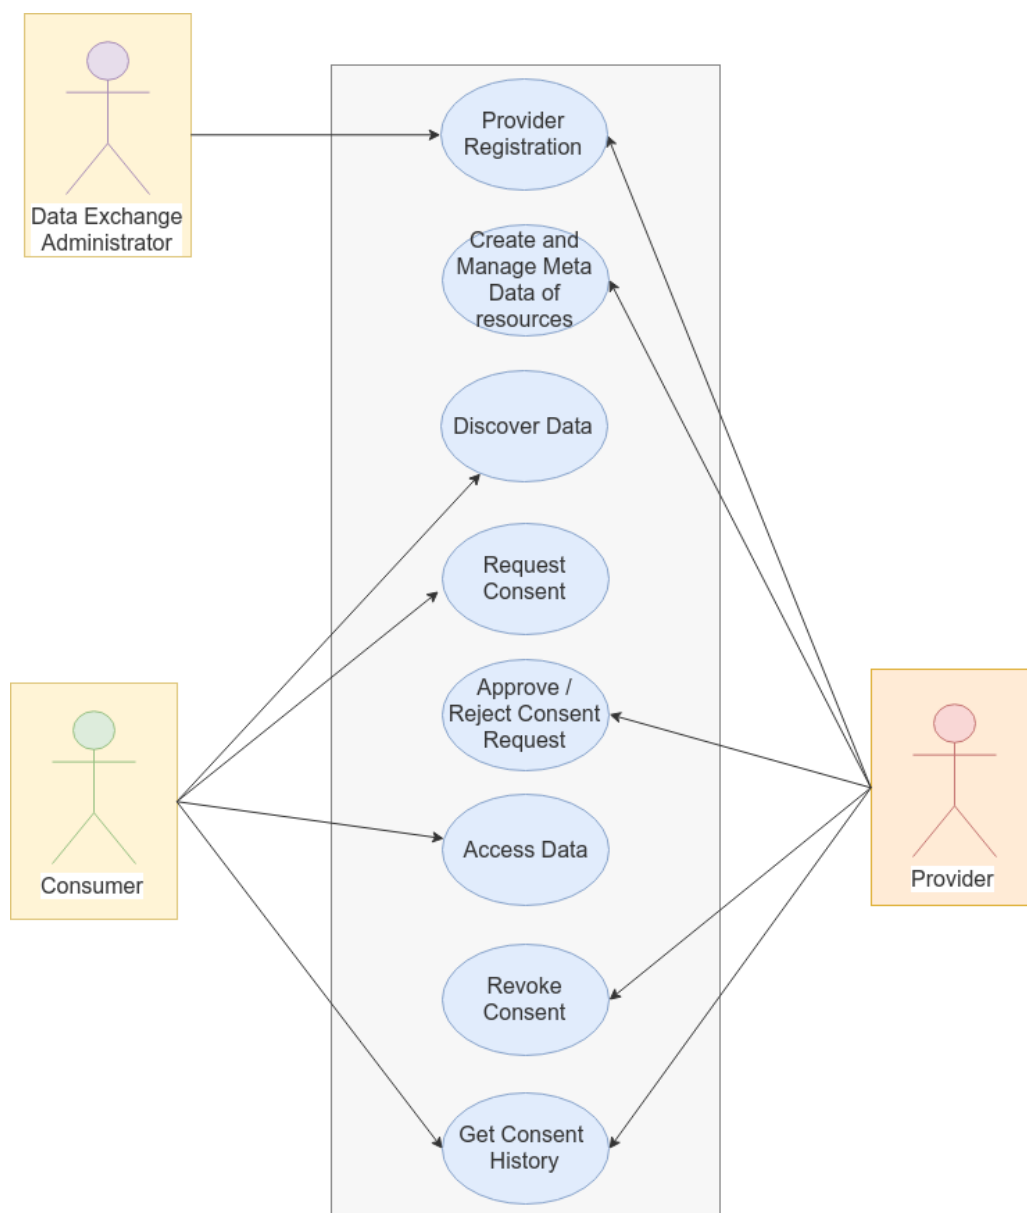 Data Exchange
Administrator
Provider
Registration
Create and
Manage Meta
Data of
resources
Discover Data
Request
Consent
Approve /
Reject Consent
Request
Access Data
Revoke
Consent
Get Consent
History
Consumer
Provider